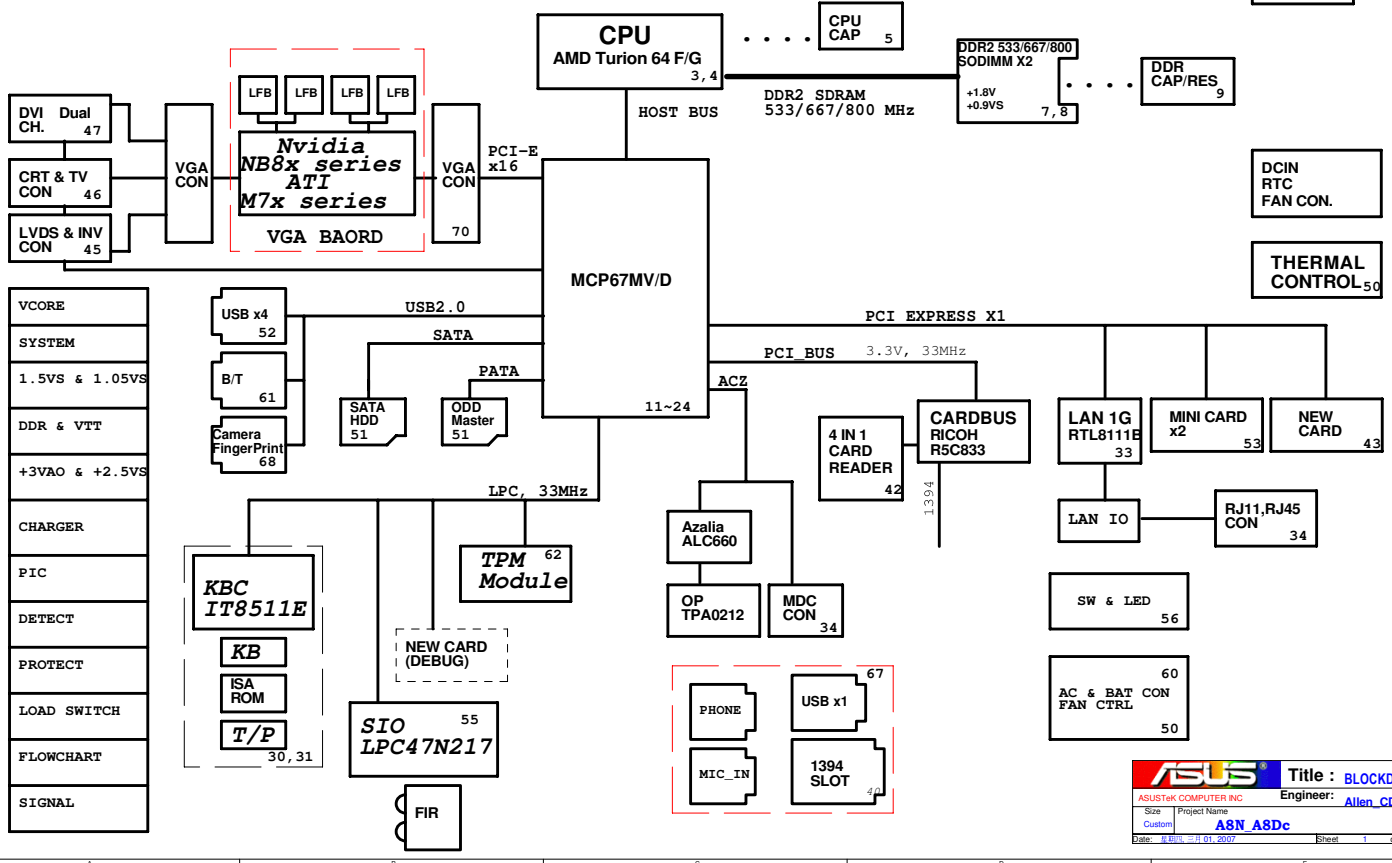 CPU
AMD Turion 64 F/G
3,4
CPU
CAP 5
DDR2 533/667/800
SODIMM X2
+1.8V
+0.9VS
7,8
DDR
CAP/RES
9
HOST BUS
DDR2 SDRAM
533/667/800 MHz
LFB
LFB
LFB
LFB
DVI Dual
CH. 47
CRT & TV
CON 46
LVDS & INV
CON 45
VGA
CON
Nvidia
NB8x series
ATI
M7x series
VGA BAORD
VGA
CON
70
PCI-E
x16
DCIN
RTC
FAN CON.
THERMAL
CONTROL 50
MCP67MV/D
11~24
VCORE
SYSTEM
1.5VS & 1.05VS
DDR & VTT
+3VAO & +2.5VS
CHARGER
PIC
DETECT
PROTECT
LOAD SWITCH
FLOWCHART
SIGNAL
USB x4
52
B/T
61
Camera
FingerPrint
68
USB2.0
SATA
PATA
SATA
HDD
51
ODD
Master
51
PCI EXPRESS X1
PCI_BUS 3.3V, 33MHz
ACZ
4 IN 1
CARD
READER
42
CARDBUS
RICOH
R5C833
1394
LAN 1G
RTL8111B
33
MINI CARD
x2
53
NEW
CARD
43
LAN IO
RJ11,RJ45
CON
34
LPC, 33MHz
Azalia
ALC660
OP
TPA0212
MDC
CON
34
KBC
IT8511E
KB
ISA
ROM
T/P
30,31
TPM 62
Module
NEW CARD
(DEBUG)
SIO 55
LPC47N217
FIR
67
PHONE
USB x1
MIC_IN
1394
SLOT
40
SW & LED
56
60
AC & BAT CON
FAN CTRL
50
ASUS®
ASUSTeK COMPUTER INC
Title : BLOCKD
Engineer: Allen_CD
Size
Custom
Project Name
A8N_A8Dc
Date: 星期四, 三月 01, 2007
Sheet 1